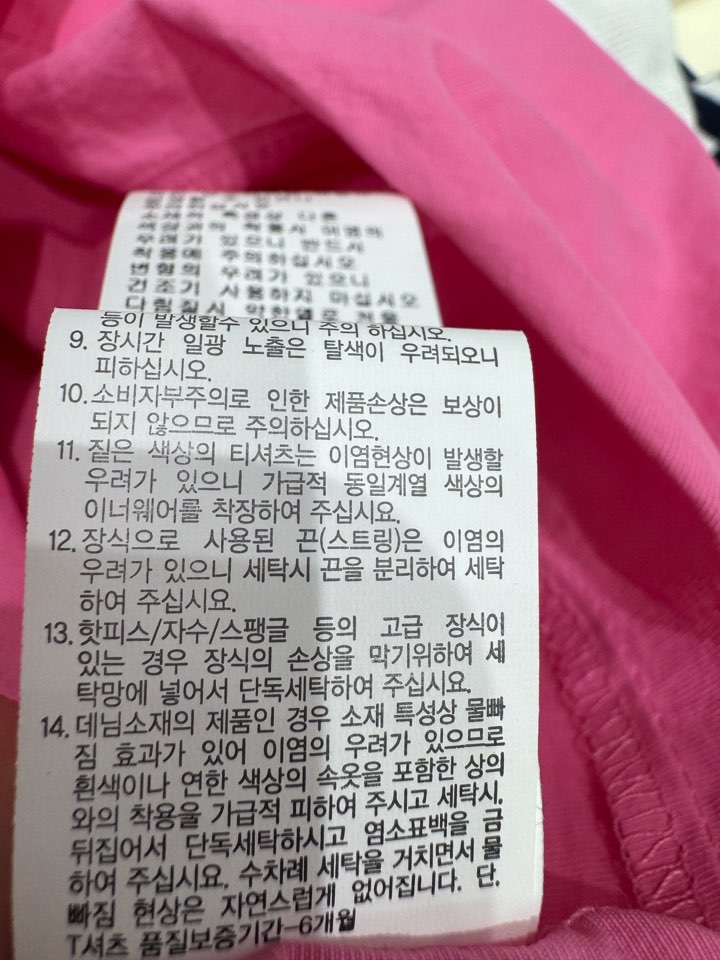 소재의 특성상 다른
색상과의 착용시 이염의
우려가 있으니 반드시
착용에 주의하십시오
변형의 우려가 있으니
건조기 사용하지 마십시오
다림질시 약한열로 처음
등이 발생할수 있으니 주의 하십시오.
9. 장시간 일광 노출은 탈색이 우려되오니
피하십시오.
10. 소비자부주의로 인한 제품손상은 보상이
되지 않으므로 주의하십시오.
11. 짙은 색상의 티셔츠는 이염현상이 발생할
우려가 있으니 가급적 동일계열 색상의
이너웨어를 착장하여 주십시요.
12. 장식으로 사용된 끈(스트링)은 이염의
우려가 있으니 세탁시 끈을 분리하여 세탁
하여 주십시요.
13. 핫피스/자수/스팽글 등의 고급 장식이
있는 경우 장식의 손상을 막기위하여 세
탁망에 넣어서 단독세탁하여 주십시요.
14. 데님소재의 제품인 경우 소재 특성상 물빠
짐 효과가 있어 이염의 우려가 있으므로
흰색이나 연한 색상의 속옷을 포함한 상의
와의 착용을 가급적 피하여 주시고 세탁시,
뒤집어서 단독세탁하시고 염소표백을 금
하여 주십시요. 수차례 세탁을 거치면서 물
빠짐 현상은 자연스럽게 없어집니다. 단,
T셔츠 품질보증기간-6개월